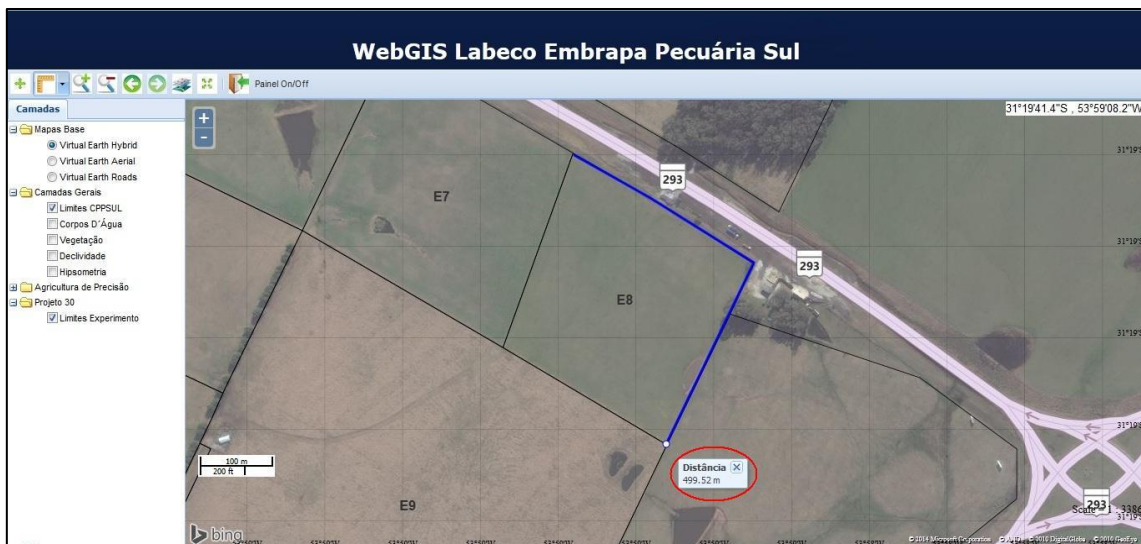 WebGIS Labeco Embrapa Pecuária Sul
Painel On/Off
Camadas
Mapas Base
Virtual Earth Hybrid
Virtual Earth Aerial
Virtual Earth Roads
Camadas Gerais
Limites CPPSUL
Corpos D´Água
Vegetação
Declividade
Hipsometria
Agricultura de Precisão
Projeto 30
Limites Experimento
+
-
31°19'41.4"S , 53°59'08.2"W
E7
293
293
E8
E9
Distância
499.52 m
100 m
200 ft
293
bing